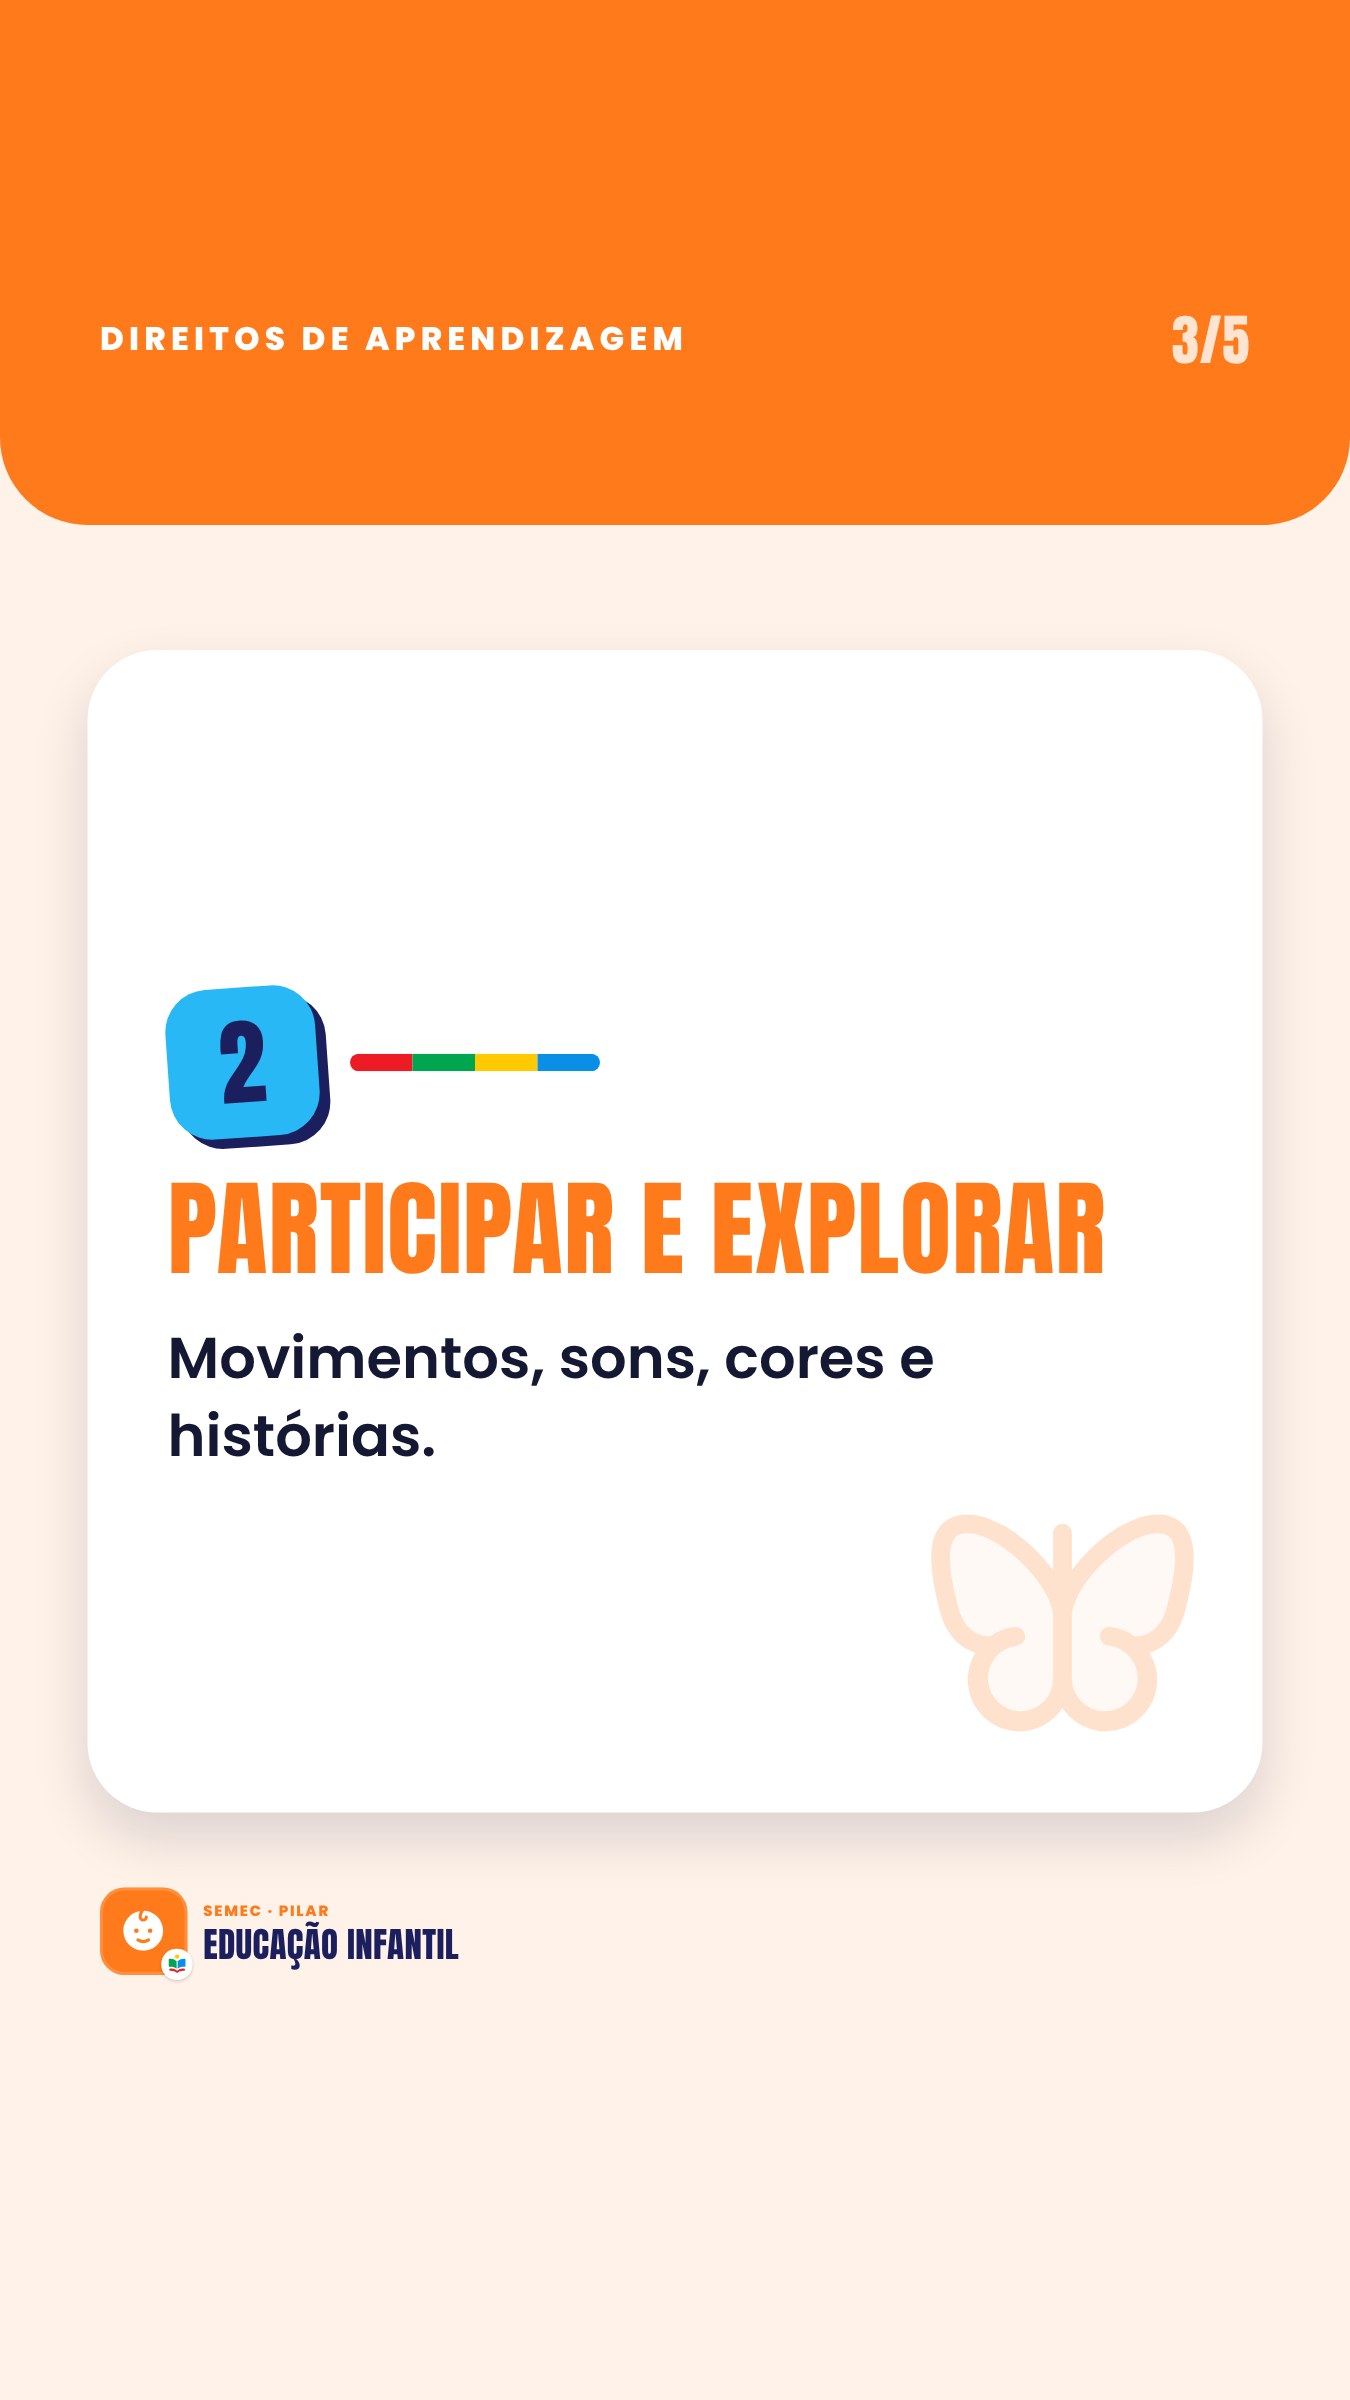 DIREITOS DE APRENDIZAGEM
3/5
2
PARTICIPAR E EXPLORAR
Movimentos, sons, cores e
histórias.
SEMEC · PILAR
EDUCAÇÃO INFANTIL